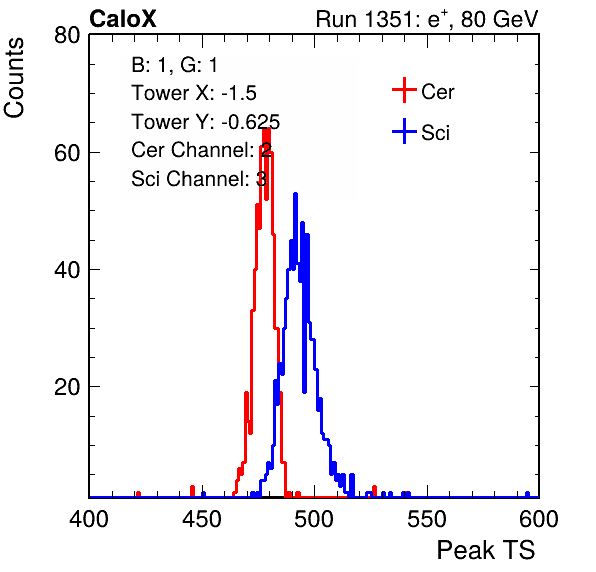 CaloX Run 1351: e⁺, 80 GeV
Counts
80
60
40
20
B: 1, G: 1
Tower X: -1.5
Tower Y: -0.625
Cer Channel: 2
Sci Channel: 3
Cer
Sci
400 450 500 550 600
Peak TS